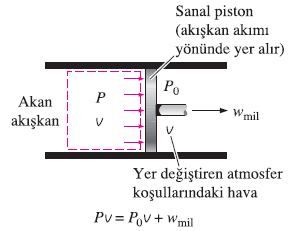 Sanal piston
(akışkan akımı
yönünde yer alır)
Akan
akışkan
P
v
P₀
v
wmil
Yer değiştiren atmosfer
koşullarındaki hava
Pv = P₀v + wmil